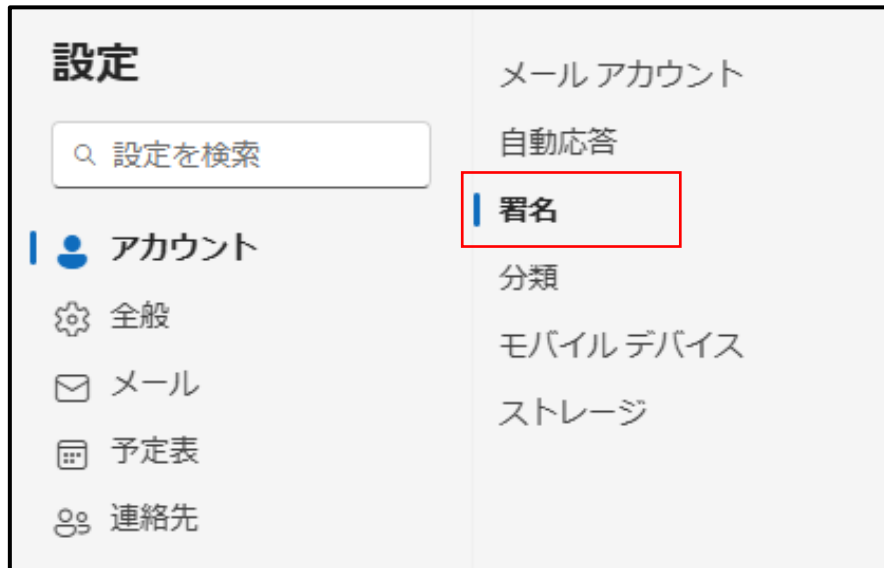 設定
設定を検索
アカウント
全般
メール
予定表
連絡先
メール アカウント
自動応答
署名
分類
モバイル デバイス
ストレージ